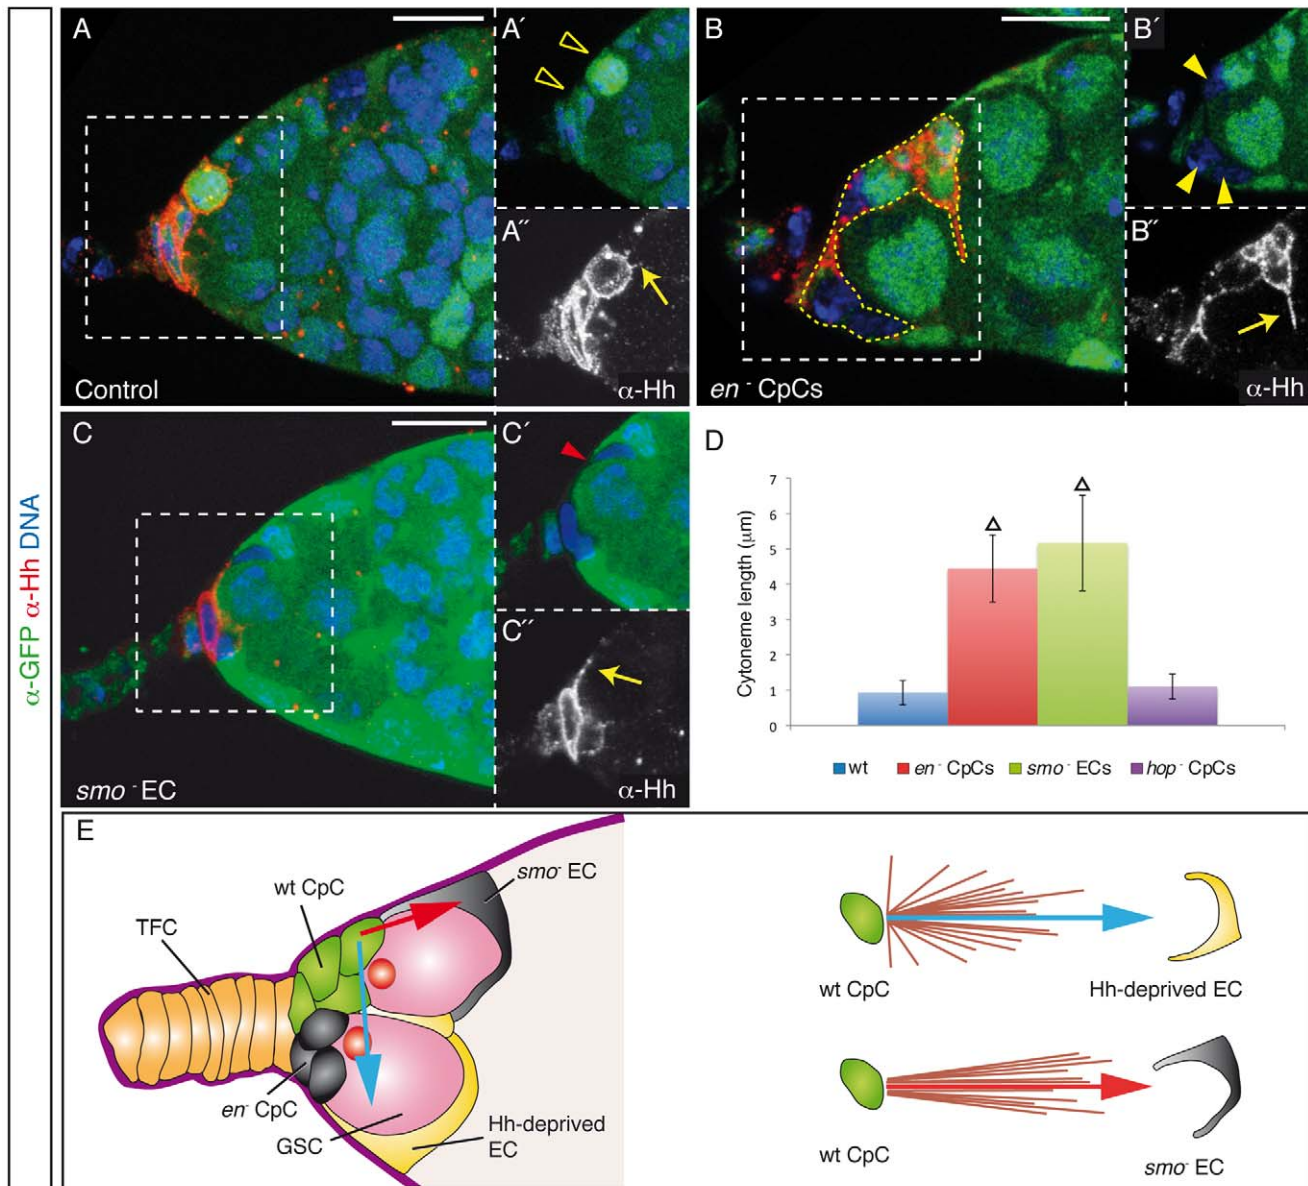 α-GFP α-Hh DNA
A
Control
A′
A″
α-Hh
B
en⁻ CpCs
B′
B″
α-Hh
C
smo⁻ EC
C′
C″
α-Hh
D
Cytoneme length (μm)
7
6
5
4
3
2
1
0
Δ
Δ
wt en⁻ CpCs smo⁻ ECs hop⁻ CpCs
E
smo⁻ EC
wt CpC
TFC
en⁻ CpC
GSC
Hh-deprived
EC
wt CpC
Hh-deprived EC
wt CpC
smo⁻ EC